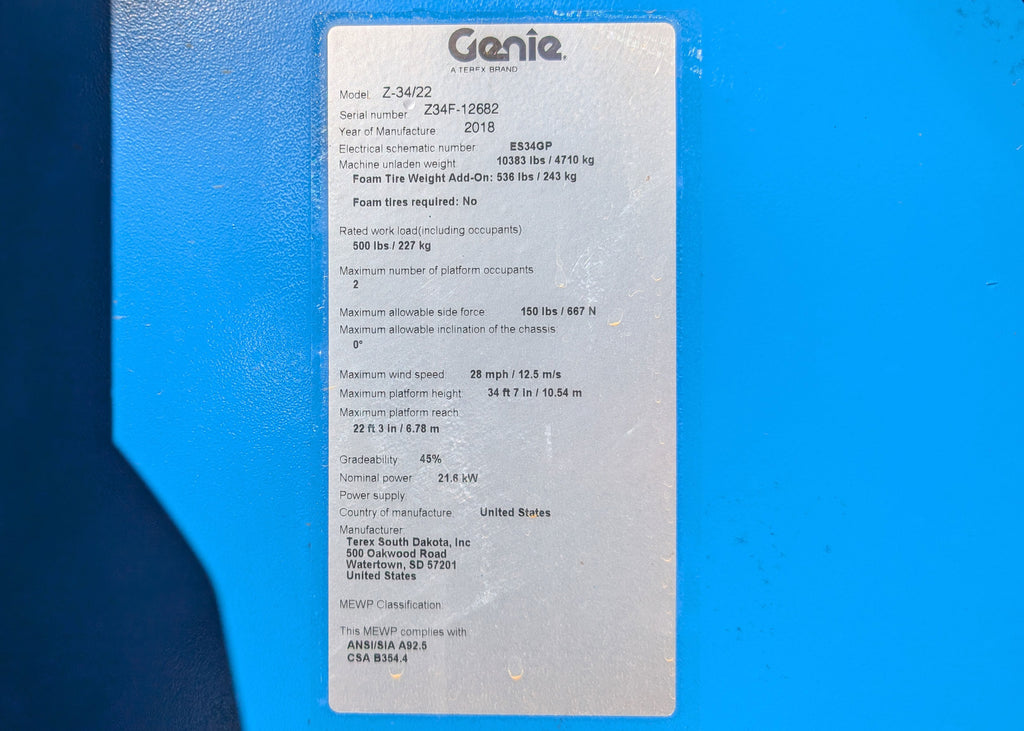 Genie
A TEREX BRAND
Model: Z-34/22
Serial number: Z34F-12682
Year of Manufacture: 2018
Electrical schematic number: ES34GP
Machine unladen weight: 10383 lbs / 4710 kg
Foam Tire Weight Add-On: 536 lbs / 243 kg
Foam tires required: No
Rated work load(including occupants)
500 lbs / 227 kg
Maximum number of platform occupants
2
Maximum allowable side force: 150 lbs / 667 N
Maximum allowable inclination of the chassis:
0°
Maximum wind speed: 28 mph / 12.5 m/s
Maximum platform height: 34 ft 7 in / 10.54 m
Maximum platform reach:
22 ft 3 in / 6.78 m
Gradeability: 45%
Nominal power: 21.6 kW
Power supply:
Country of manufacture: United States
Manufacturer:
Terex South Dakota, Inc
500 Oakwood Road
Watertown, SD 57201
United States
MEWP Classification:
This MEWP complies with:
ANSI/SIA A92.5
CSA B354.4